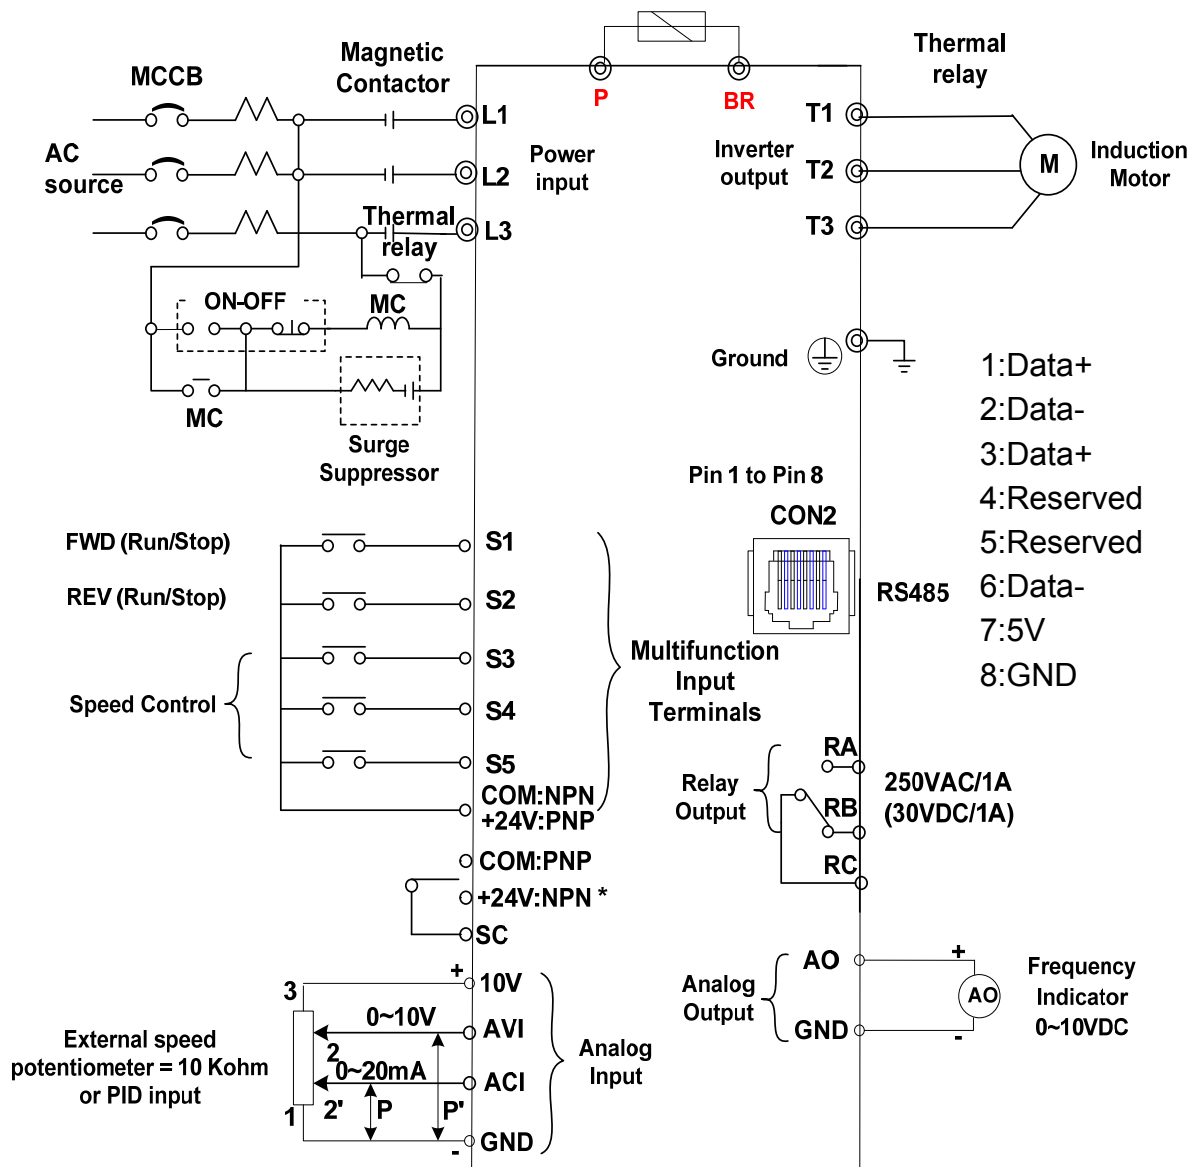 MCCB
Magnetic
Contactor
P
BR
Thermal
relay
AC
source
L1
L2
L3
Power
input
Inverter
output
T1
T2
T3
M
Induction
Motor
Thermal
relay
ON-OFF
MC
MC
Surge
Suppressor
Ground
1:Data+
2:Data-
3:Data+
4:Reserved
5:Reserved
6:Data-
7:5V
8:GND
Pin 1 to Pin 8
CON2
RS485
FWD (Run/Stop)
REV (Run/Stop)
Speed Control
S1
S2
S3
S4
S5
COM:NPN
+24V:PNP
COM:PNP
+24V:NPN *
SC
Multifunction
Input
Terminals
Relay
Output
RA
RB
RC
250VAC/1A
(30VDC/1A)
External speed
potentiometer = 10 Kohm
or PID input
3
2
2'
1
0~10V
0~20mA
P
P'
+
-
10V
AVI
ACI
GND
Analog
Input
Analog
Output
AO
GND
+
AO
-
Frequency
Indicator
0~10VDC